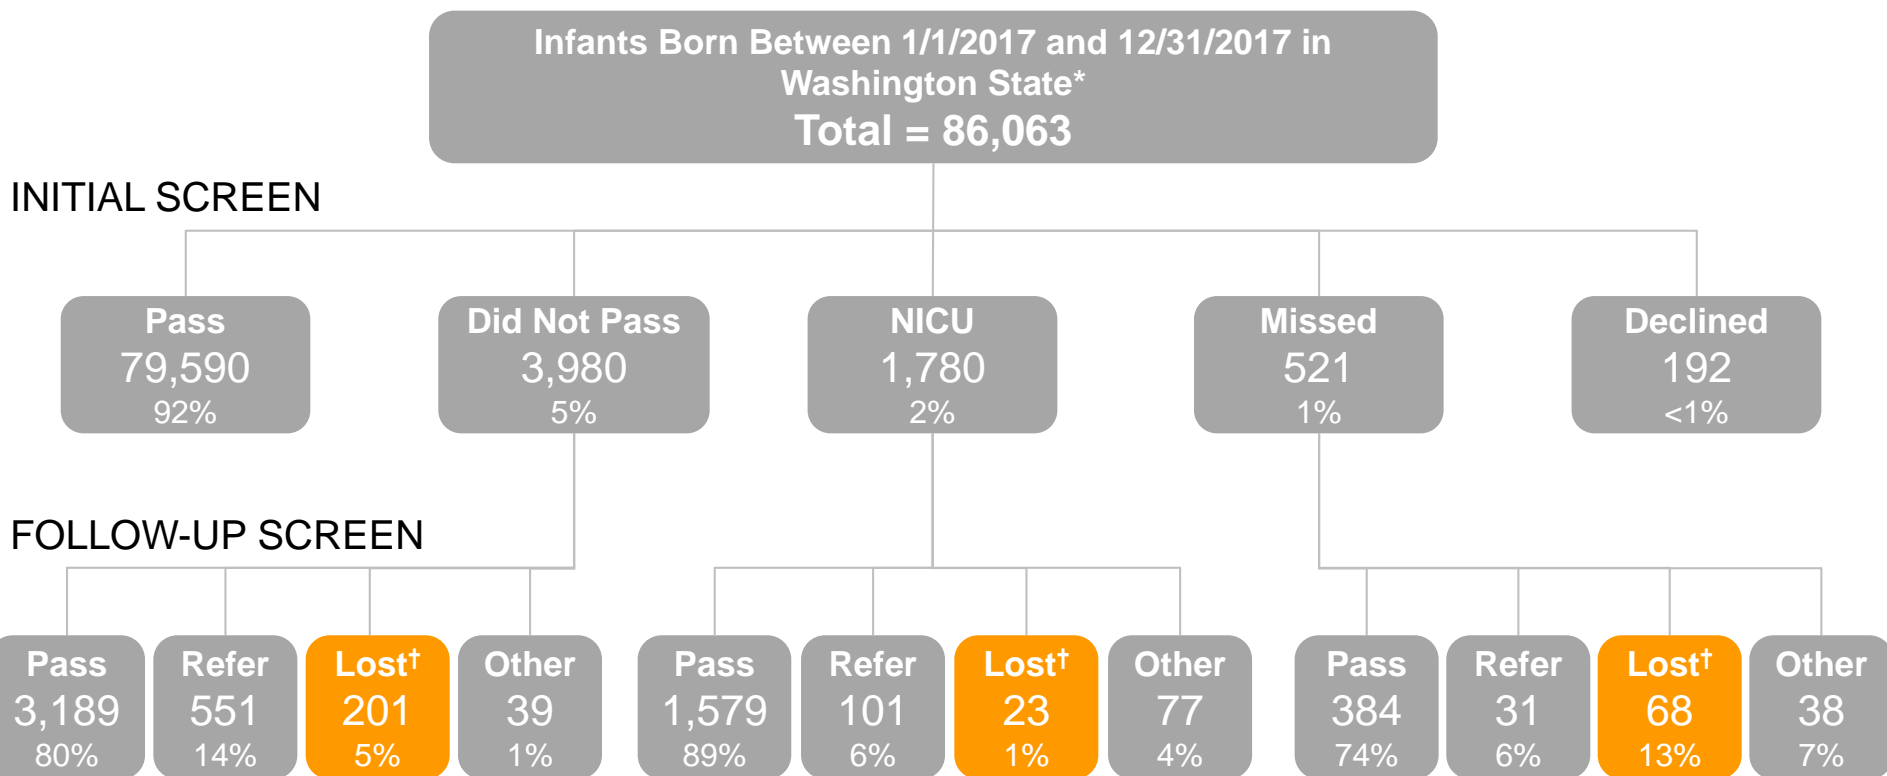 Infants Born Between 1/1/2017 and 12/31/2017 in
Washington State*
Total = 86,063
INITIAL SCREEN
Pass
79,590
92%
Did Not Pass
3,980
5%
NICU
1,780
2%
Missed
521
1%
Declined
192
<1%
FOLLOW-UP SCREEN
Pass
3,189
80%
Refer
551
14%
Lost†
201
5%
Other
39
1%
Pass
1,579
89%
Refer
101
6%
Lost†
23
1%
Other
77
4%
Pass
384
74%
Refer
31
6%
Lost†
68
13%
Other
38
7%